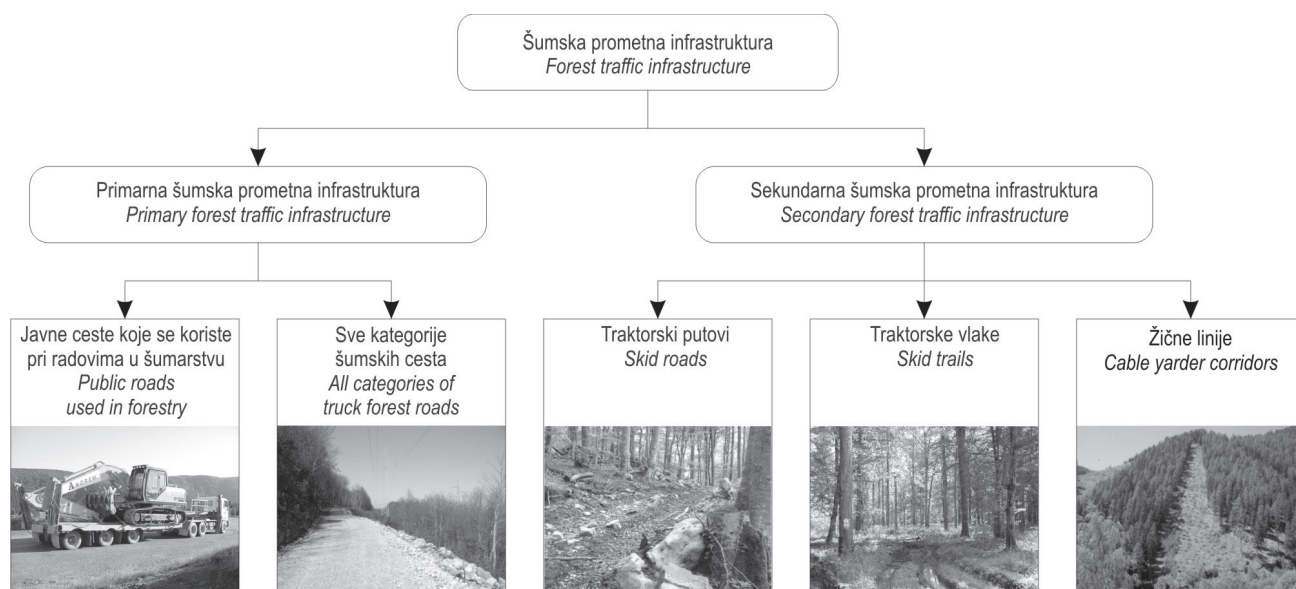 Šumska prometna infrastruktura
Forest traffic infrastructure
Primarna šumska prometna infrastruktura
Primary forest traffic infrastructure
Sekundarna šumska prometna infrastruktura
Secondary forest traffic infrastructure
Javne ceste koje se koriste
pri radovima u šumarstvu
Public roads
used in forestry
Sve kategorije
šumskih cesta
All categories of
truck forest roads
Traktorski putovi
Skid roads
Traktorske vlake
Skid trails
Žične linije
Cable yarder corridors